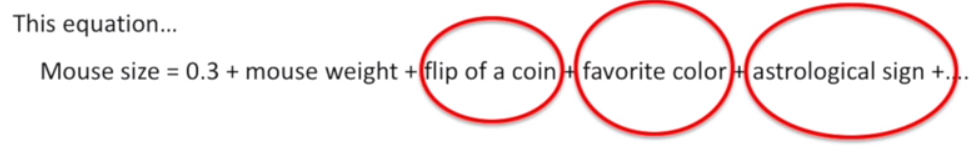 This equation...
Mouse size = 0.3 + mouse weight + flip of a coin + favorite color + astrological sign +....